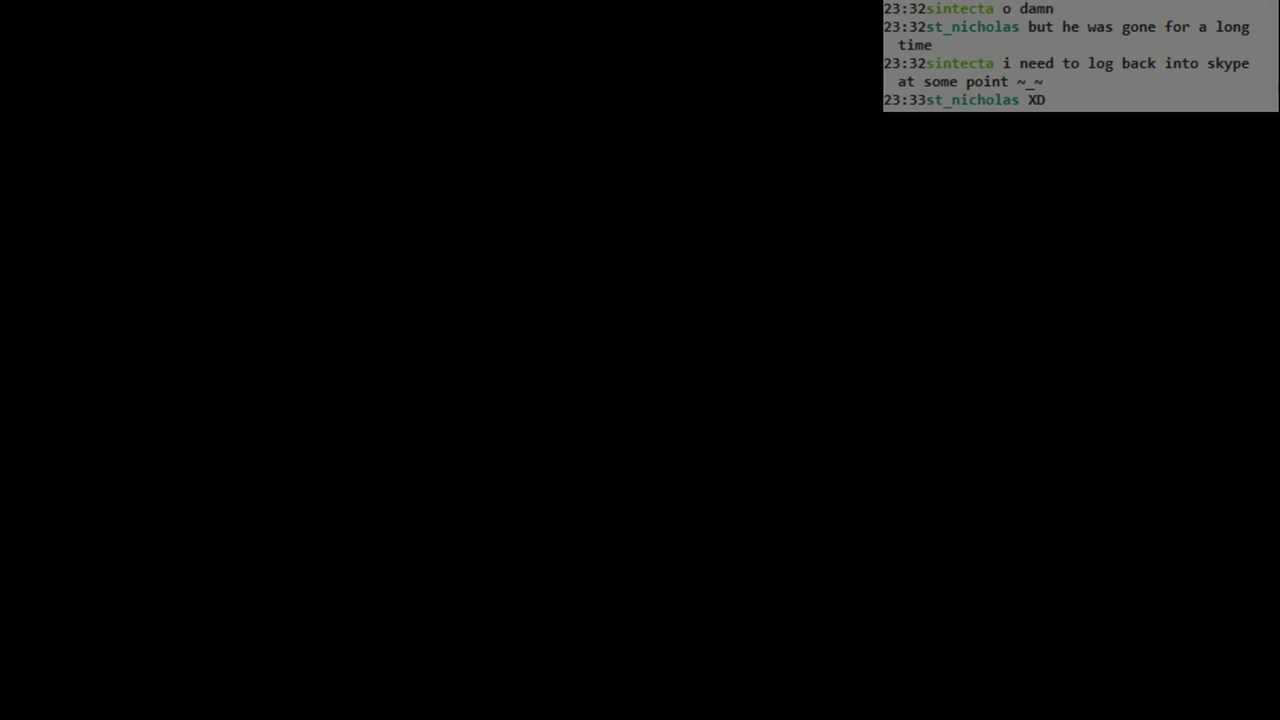 23:32sintecta o damn
23:32st_nicholas but he was gone for a long
time
23:32sintecta i need to log back into skype
at some point ~_~
23:33st_nicholas XD